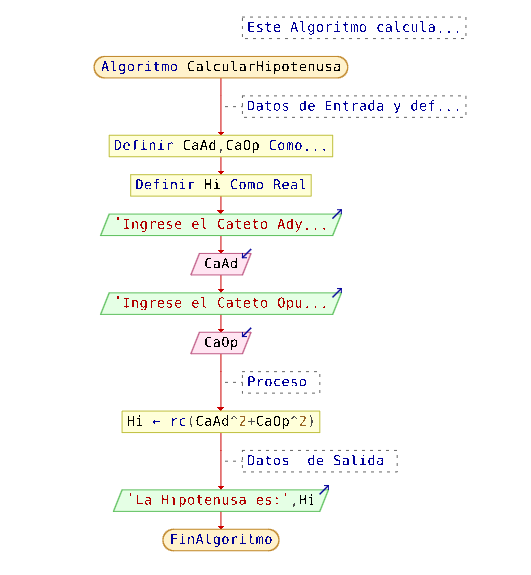 Este Algoritmo calcula...
Algoritmo CalcularHipotenusa
Datos de Entrada y def...
Definir CaAd,CaOp Como...
Definir Hi Como Real
'Ingrese el Cateto Ady...
CaAd
'Ingrese el Cateto Opu...
CaOp
Proceso
Hi ← rc(CaAd^2+CaOp^2)
Datos  de Salida
'La Hipotenusa es:',Hi
FinAlgoritmo